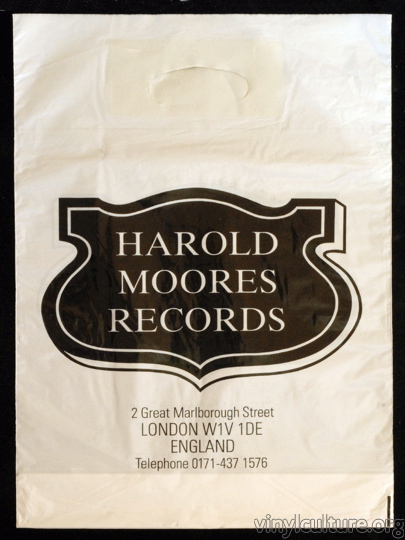 HAROLD
MOORES
RECORDS
2 Great Marlborough Street
LONDON W1V 1DE
ENGLAND
Telephone 0171-437 1576
vinylculture.org